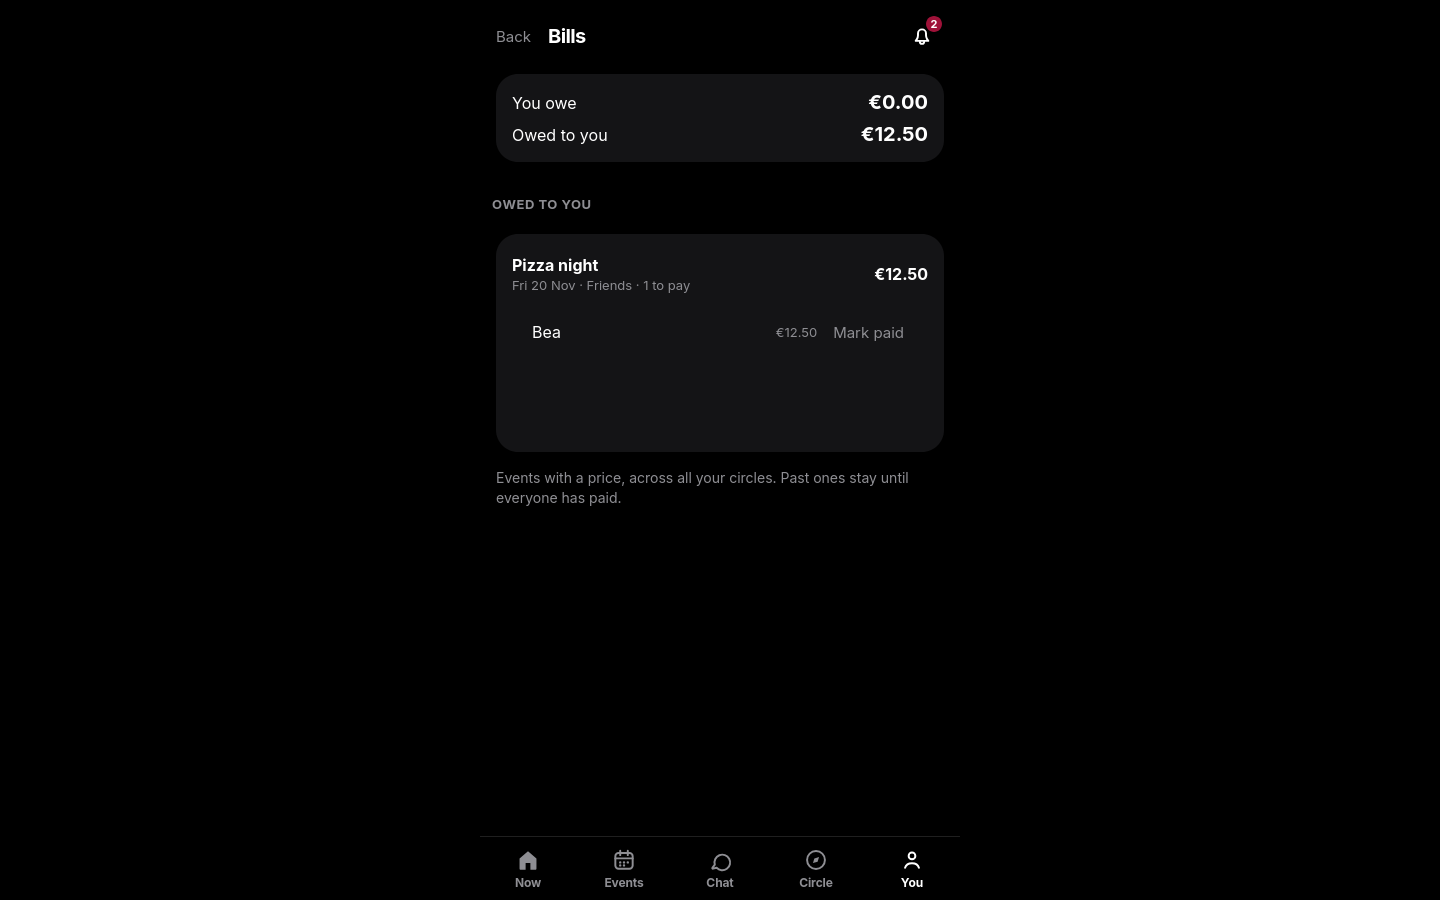 Back Bills 2
You owe €0.00
Owed to you €12.50
OWED TO YOU
Pizza night €12.50
Fri 20 Nov · Friends · 1 to pay
Bea €12.50 Mark paid
Events with a price, across all your circles. Past ones stay until
everyone has paid.
Now Events Chat Circle You